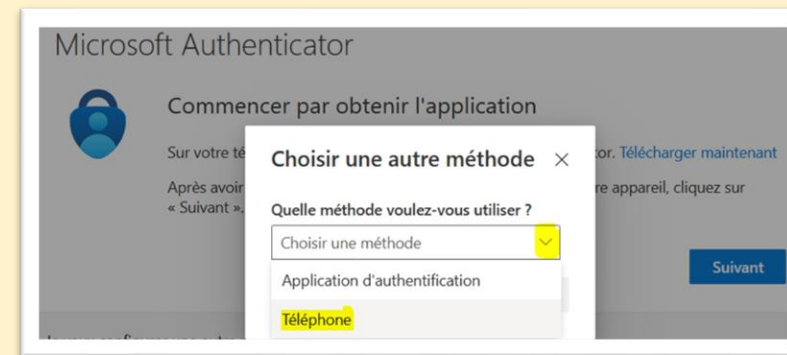 Microsoft Authenticator
Commencer par obtenir l'application
Sur votre té
or. Télécharger maintenant
Après avoir
re appareil, cliquez sur
« Suivant ».
Choisir une autre méthode
Quelle méthode voulez-vous utiliser ?
Choisir une méthode
Application d'authentification
Téléphone
Suivant